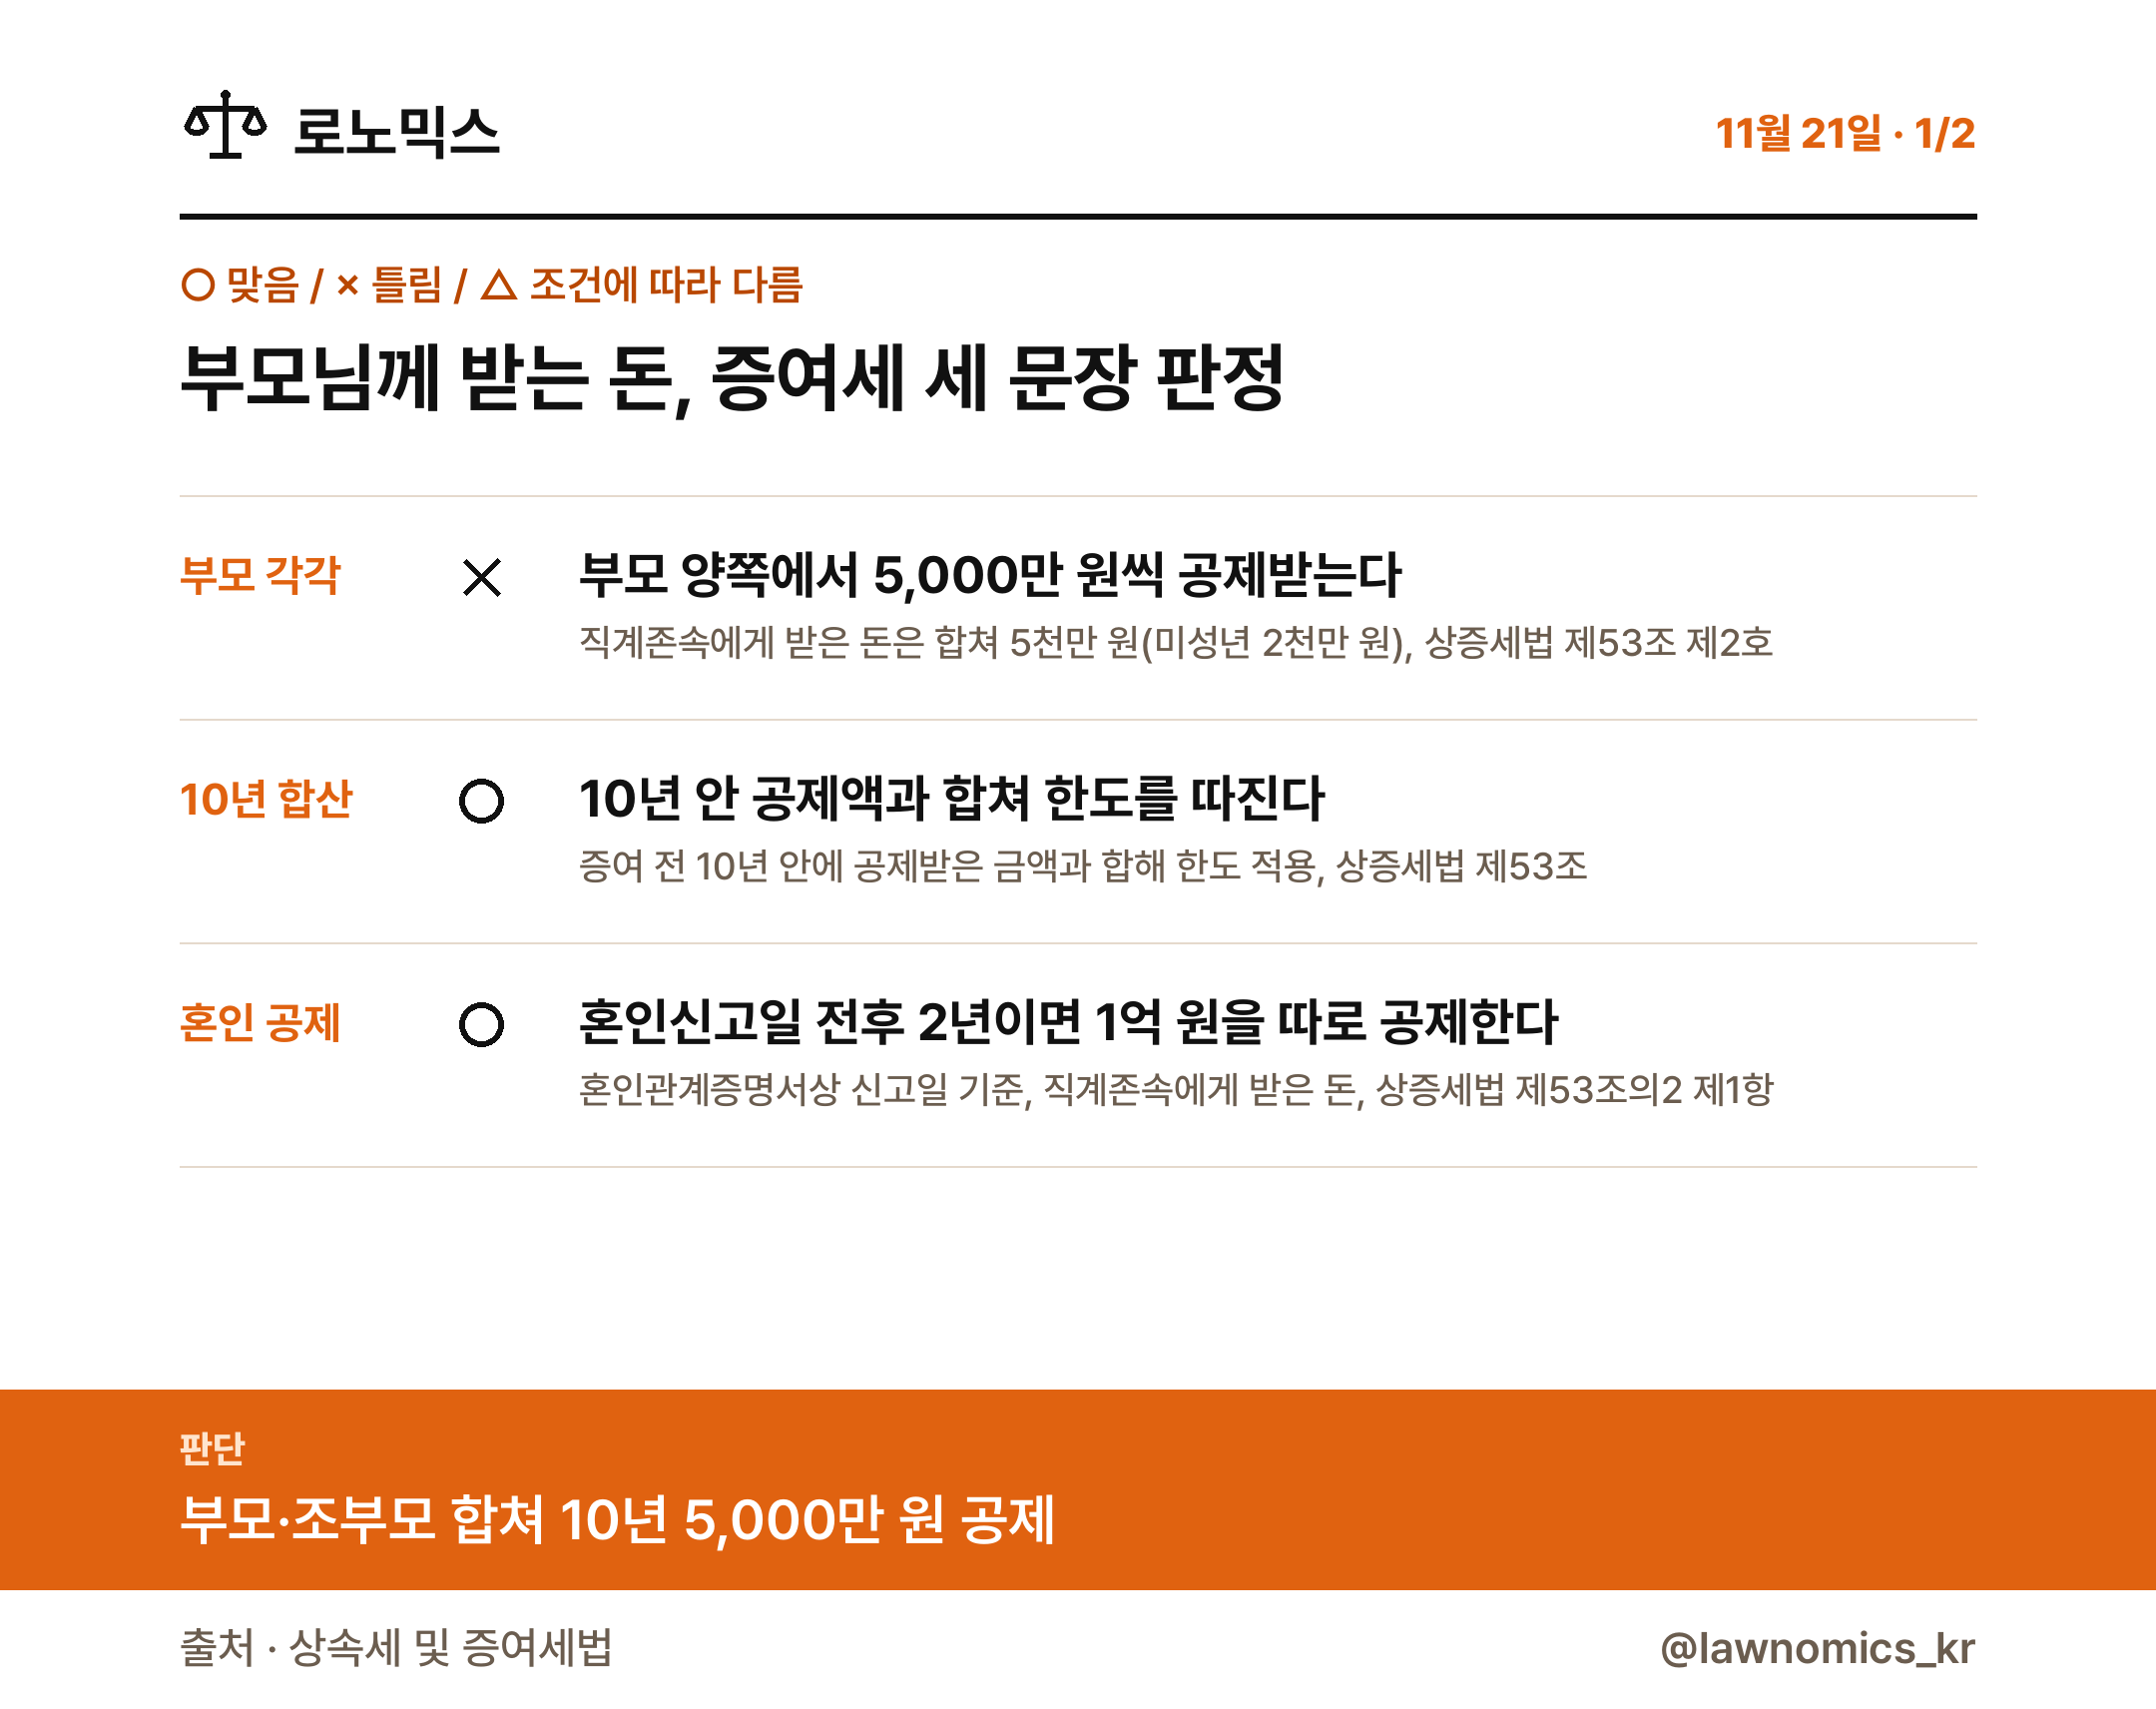 로노믹스
11월 21일 · 1/2
○ 맞음 / × 틀림 / △ 조건에 따라 다름
부모님께 받는 돈, 증여세 세 문장 판정
부모 각각 × 부모 양쪽에서 5,000만 원씩 공제받는다
직계존속에게 받은 돈은 합쳐 5천만 원(미성년 2천만 원), 상증세법 제53조 제2호
10년 합산 ○ 10년 안 공제액과 합쳐 한도를 따진다
증여 전 10년 안에 공제받은 금액과 합해 한도 적용, 상증세법 제53조
혼인 공제 ○ 혼인신고일 전후 2년이면 1억 원을 따로 공제한다
혼인관계증명서상 신고일 기준, 직계존속에게 받은 돈, 상증세법 제53조의2 제1항
판단
부모·조부모 합쳐 10년 5,000만 원 공제
출처 · 상속세 및 증여세법
@lawnomics_kr